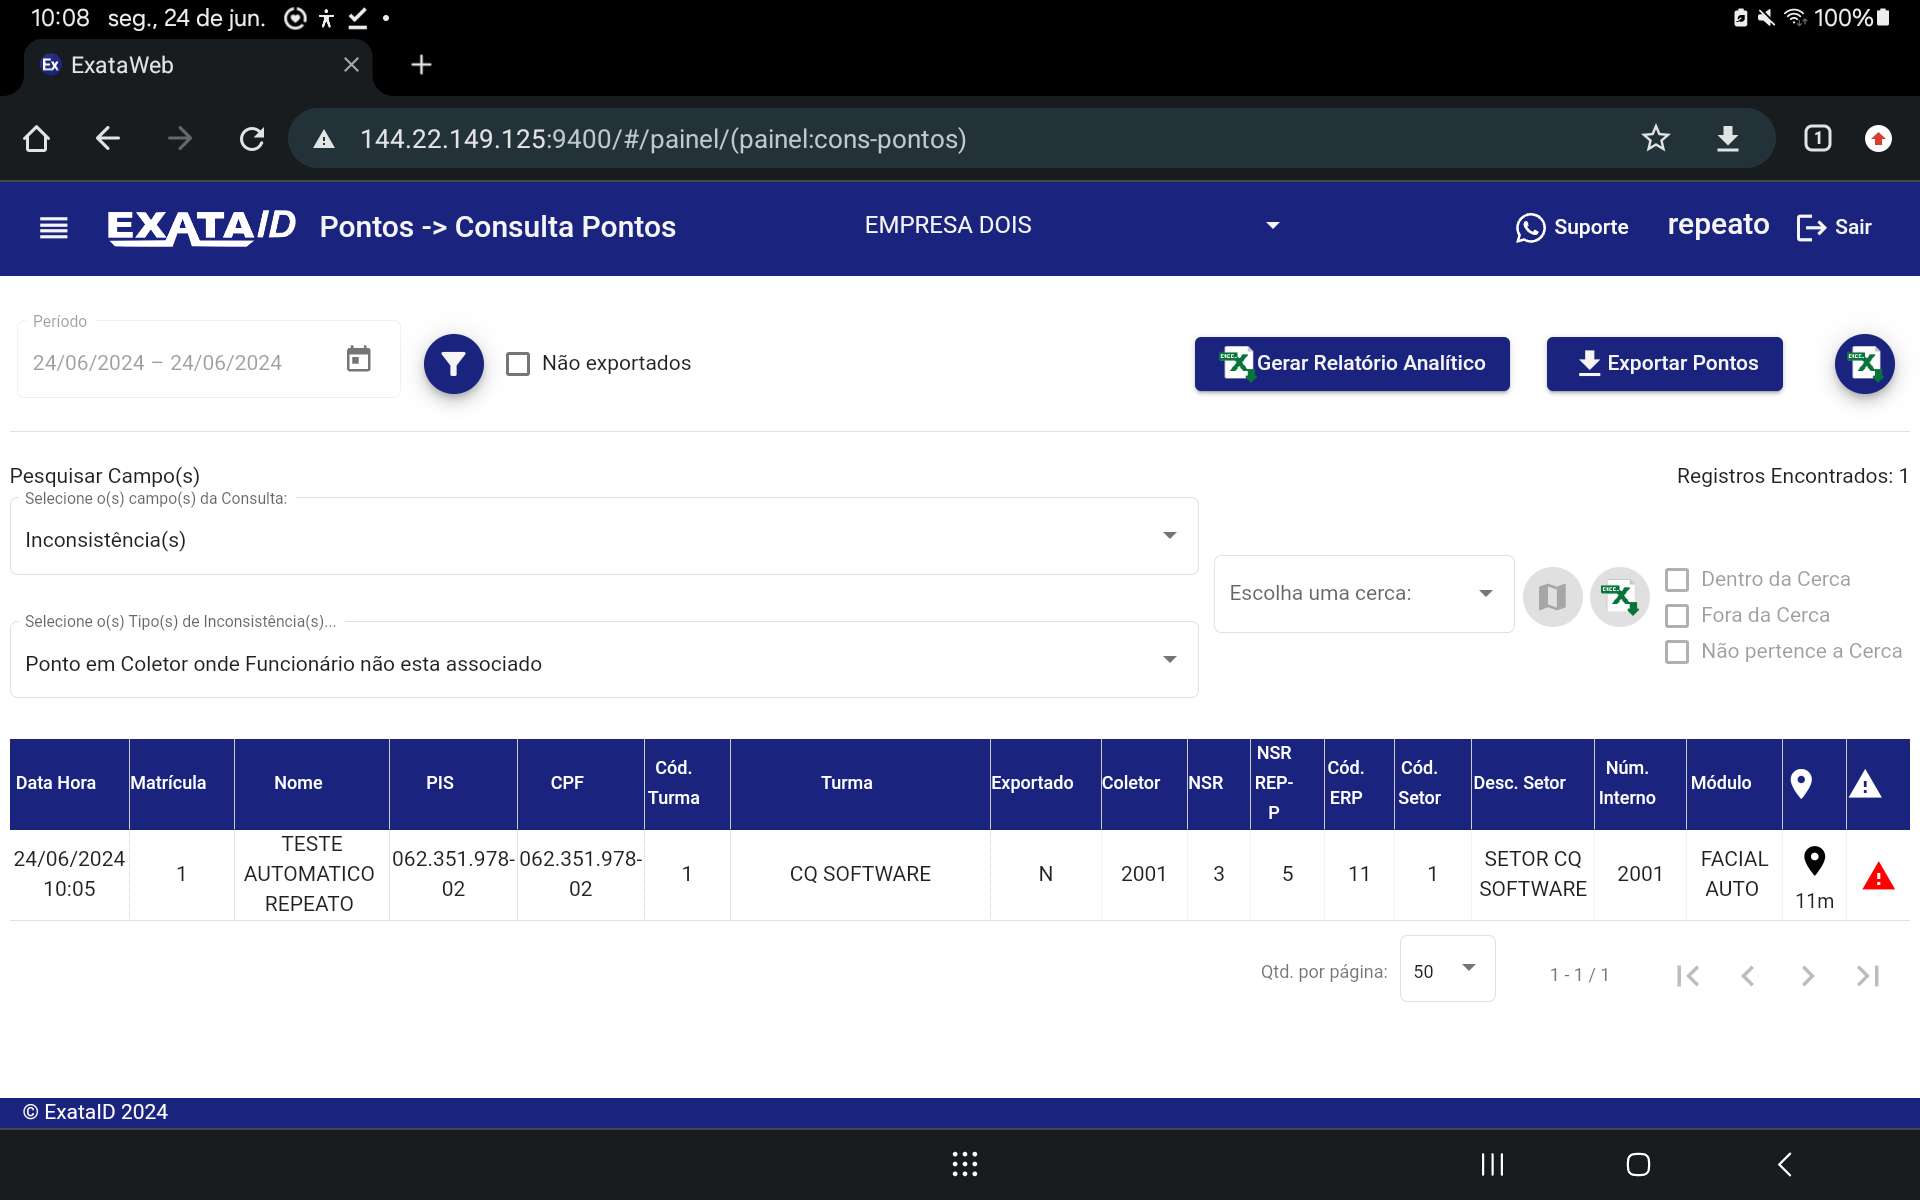 10:08 seg., 24 de jun. 100%
Ex ExataWeb
144.22.149.125:9400/#/painel/(painel:cons-pontos) 1
EXATAID Pontos -> Consulta Pontos EMPRESA DOIS Suporte repeato Sair
Período
24/06/2024 – 24/06/2024 Não exportados Gerar Relatório Analítico Exportar Pontos
Pesquisar Campo(s) Registros Encontrados: 1
Selecione o(s) campo(s) da Consulta:
Inconsistência(s)
Escolha uma cerca: Dentro da Cerca
Fora da Cerca
Não pertence a Cerca
Selecione o(s) Tipo(s) de Inconsistência(s)...
Ponto em Coletor onde Funcionário não esta associado
Data Hora Matrícula Nome PIS CPF Cód. Turma Turma Exportado Coletor NSR NSR REP-P Cód. ERP Cód. Setor Desc. Setor Núm. Interno Módulo
24/06/2024 10:05 1 TESTE AUTOMATICO REPEATO 062.351.978-02 062.351.978-02 1 CQ SOFTWARE N 2001 3 5 11 1 SETOR CQ SOFTWARE 2001 FACIAL AUTO 11m
Qtd. por página: 50 1 - 1 / 1
© ExataID 2024